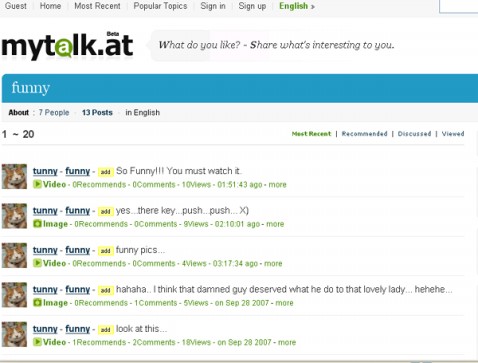 Guest Home Most Recent Popular Topics Sign in Sign up English »
mytalk.at Beta What do you like? - Share what's interesting to you.
funny
About : 7 People · 13 Posts · in English
1 ~ 20 Most Recent | Recommended | Discussed | Viewed
tunny - funny - add So Funny!!! You must watch it.
Video - 0Recommends - 0Comments - 10Views - 01:51:43 ago - more
tunny - funny - add yes...there key...push...push... X)
Image - 0Recommends - 0Comments - 9Views - 02:10:01 ago - more
tunny - funny - add funny pics...
Video - 0Recommends - 0Comments - 4Views - 03:17:34 ago - more
tunny - funny - add hahaha.. I think that damned guy deserved what he do to that lovely lady... hehehe...
Image - 0Recommends - 1Comments - 5Views - on Sep 28 2007 - more
tunny - funny - add look at this...
Video - 1Recommends - 2Comments - 18Views - on Sep 28 2007 - more